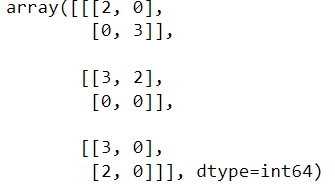 array([[[2, 0],
        [0, 3]],

       [[3, 2],
        [0, 0]],

       [[3, 0],
        [2, 0]]], dtype=int64)